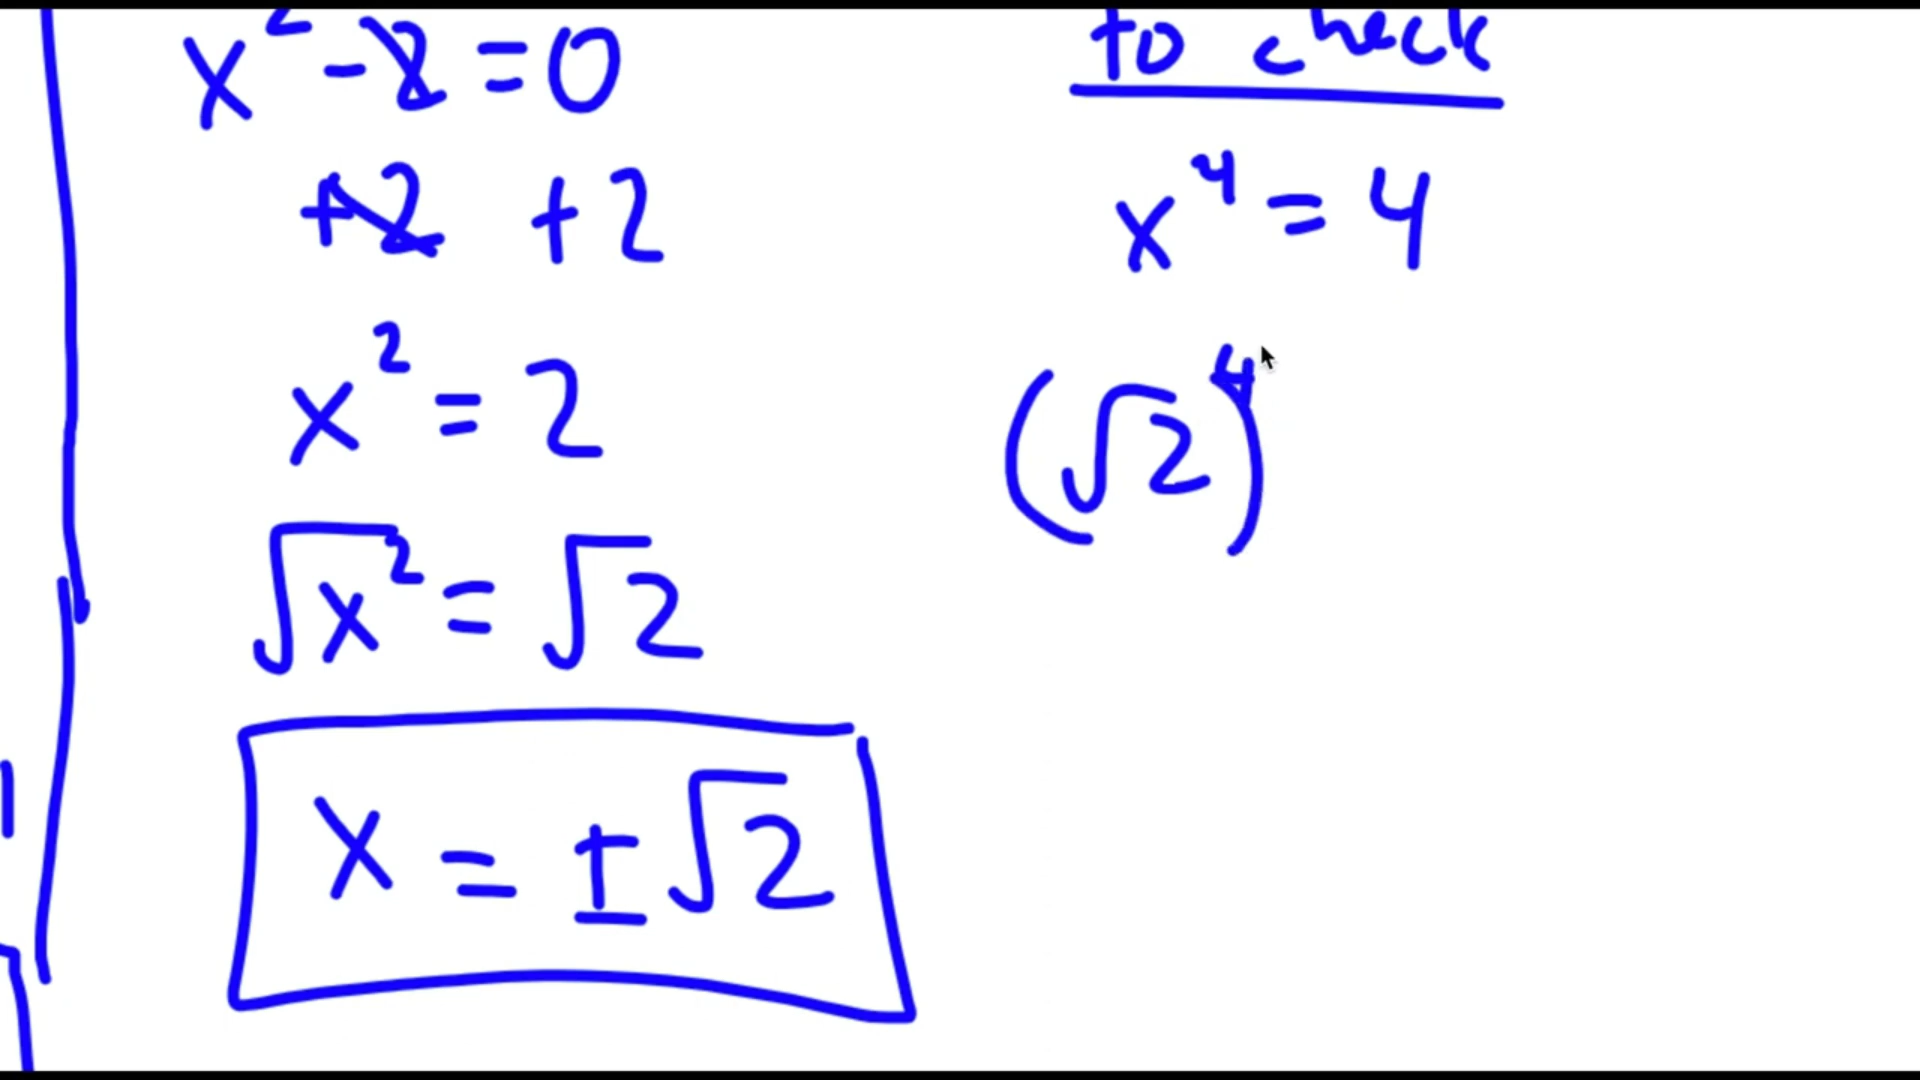 x² - 2 = 0
+2 +2
x² = 2
√x² = √2
x = ±√2
to check
x⁴ = 4
(√2)⁴